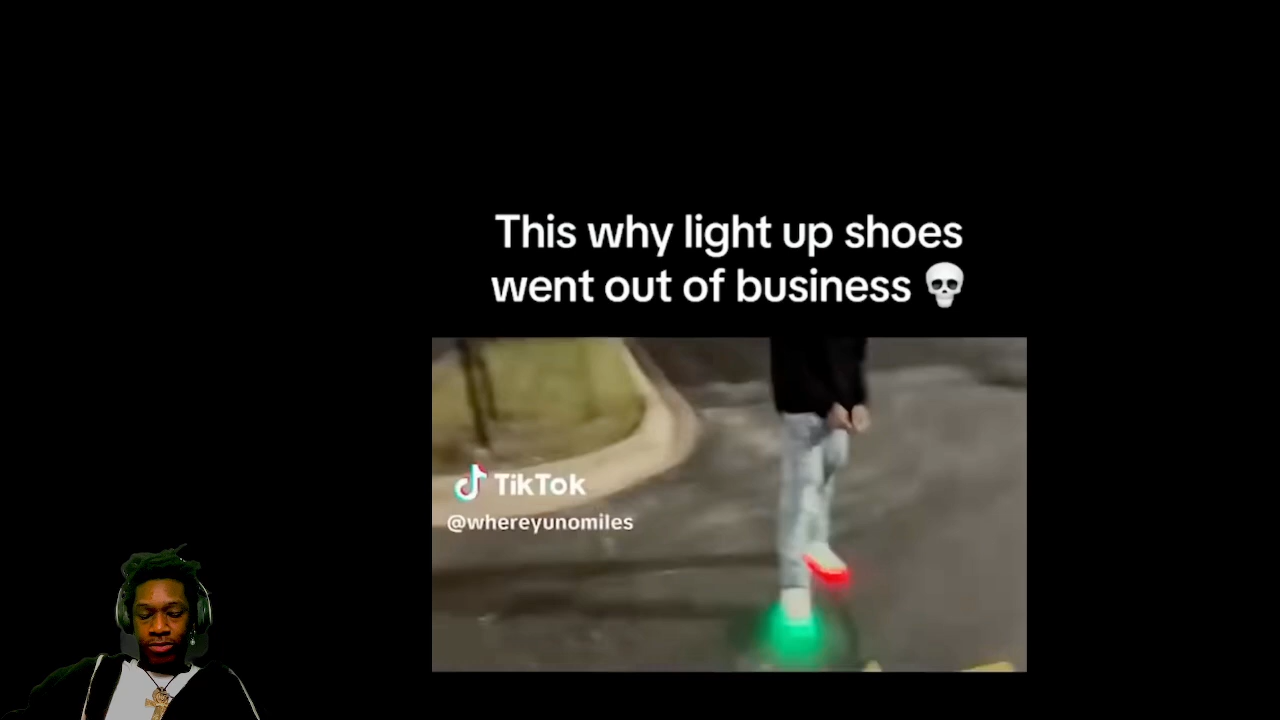 This why light up shoes
went out of business 💀
TikTok
@whereyunomiles